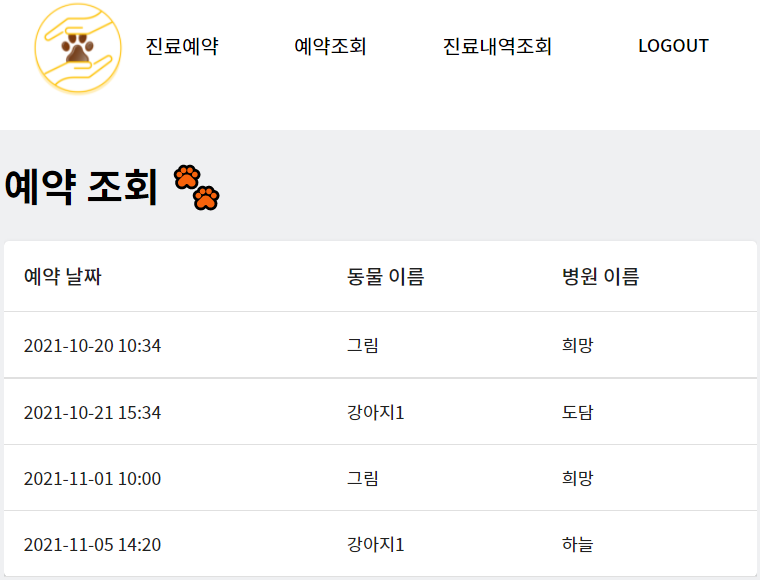 진료예약 예약조회 진료내역조회 LOGOUT
예약 조회
예약 날짜 동물 이름 병원 이름
2021-10-20 10:34 그림 희망
2021-10-21 15:34 강아지1 도담
2021-11-01 10:00 그림 희망
2021-11-05 14:20 강아지1 하늘